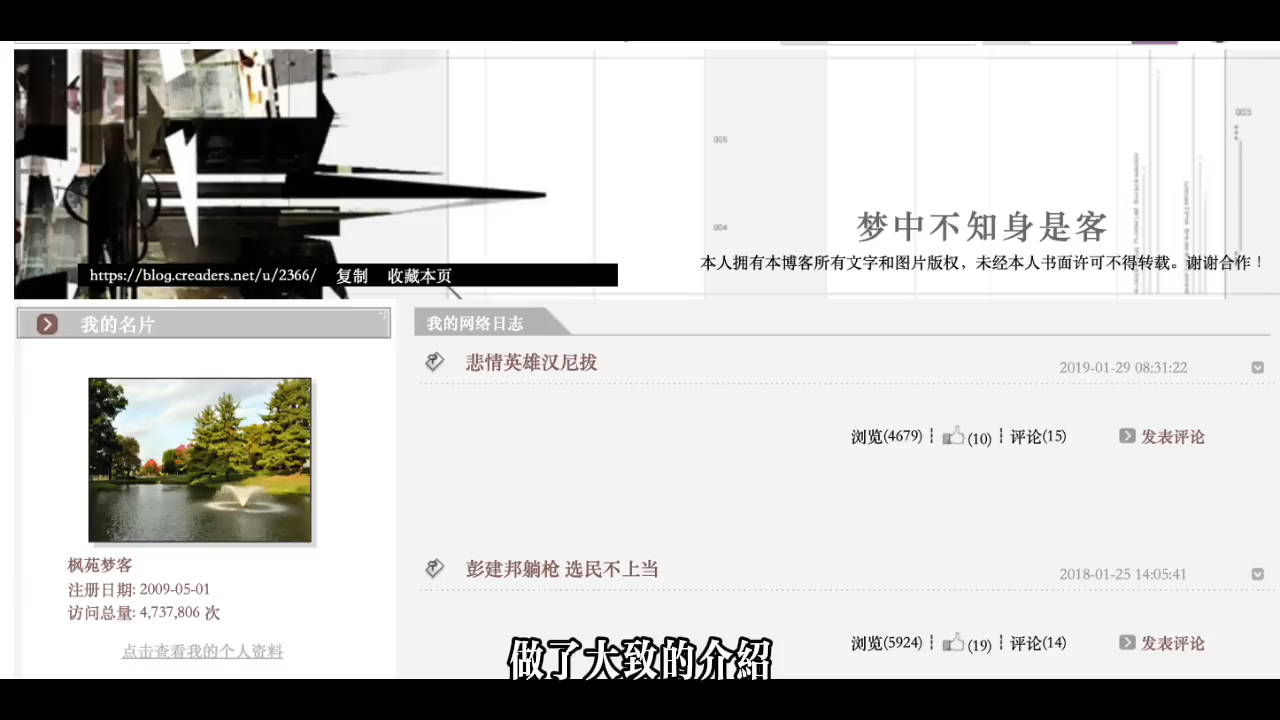 003
005
004
梦中不知身是客
本人拥有本博客所有文字和图片版权，未经本人书面许可不得转载。谢谢合作！
https://blog.creaders.net/u/2366/ 复制 收藏本页
我的名片
我的网络日志
悲情英雄汉尼拔
2019-01-29 08:31:22
浏览(4679) ¦ (10) ¦ 评论(15) 发表评论
彭建邦躺枪 选民不上当
2018-01-25 14:05:41
浏览(5924) ¦ (19) ¦ 评论(14) 发表评论
枫苑梦客
注册日期: 2009-05-01
访问总量: 4,737,806 次
点击查看我的个人资料
做了大致的介紹